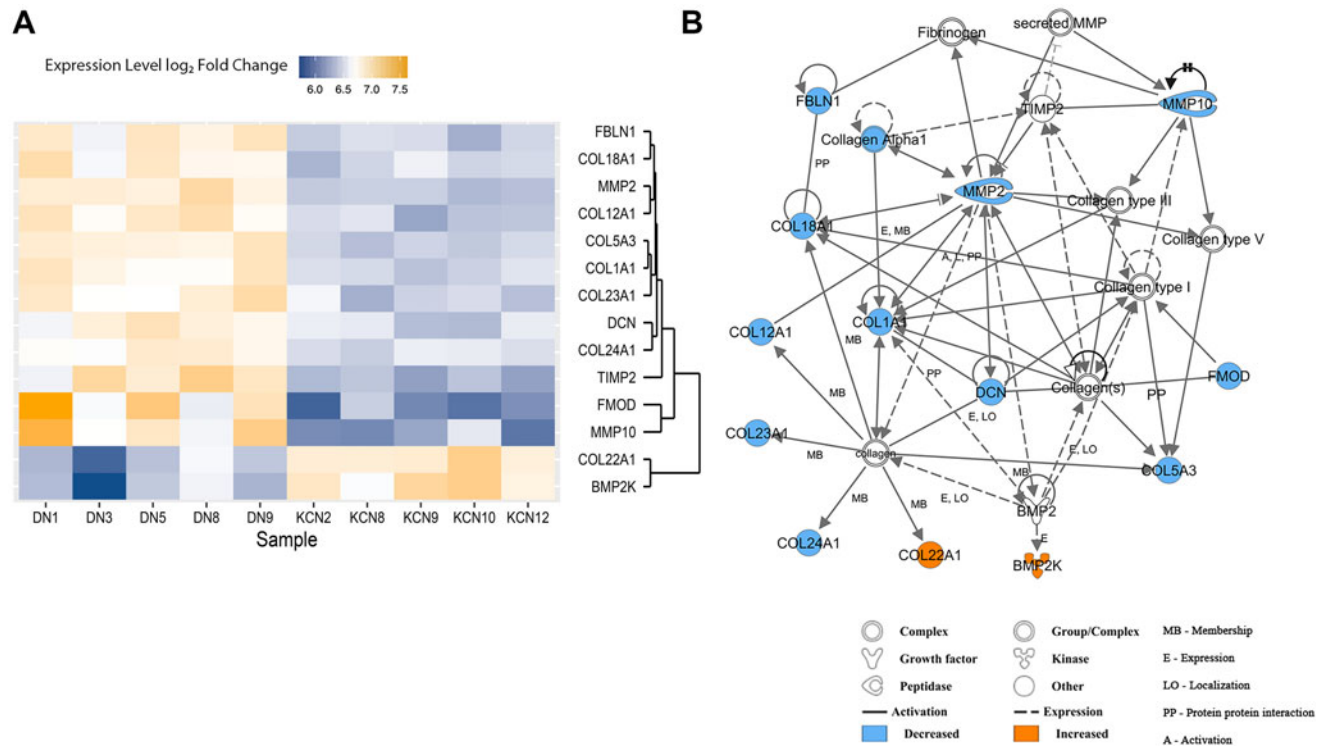 A
Expression Level log₂ Fold Change
6.0 6.5 7.0 7.5
FBLN1
COL18A1
MMP2
COL12A1
COL5A3
COL1A1
COL23A1
DCN
COL24A1
TIMP2
FMOD
MMP10
COL22A1
BMP2K
DN1 DN3 DN5 DN8 DN9 KCN2 KCN8 KCN9 KCN10 KCN12
Sample
B
secreted MMP
Fibrinogen
FBLN1
TIMP2
MMP10
Collagen Alpha1
PP
MMP2
Collagen type III
COL18A1
E, MB
Collagen type V
A, E, PP
Collagen type I
COL12A1
COL1A1
MB
PP
DCN
Collagen(s)
PP
FMOD
MB
E, LO
COL23A1
E, LO
MB
collagen
MB
COL5A3
MB
MB
E, LO
BMP2
COL24A1
COL22A1
E
BMP2K
Complex Group/Complex MB - Membership
Growth factor Kinase E - Expression
Peptidase Other LO - Localization
Activation Expression PP - Protein protein interaction
Decreased Increased A - Activation